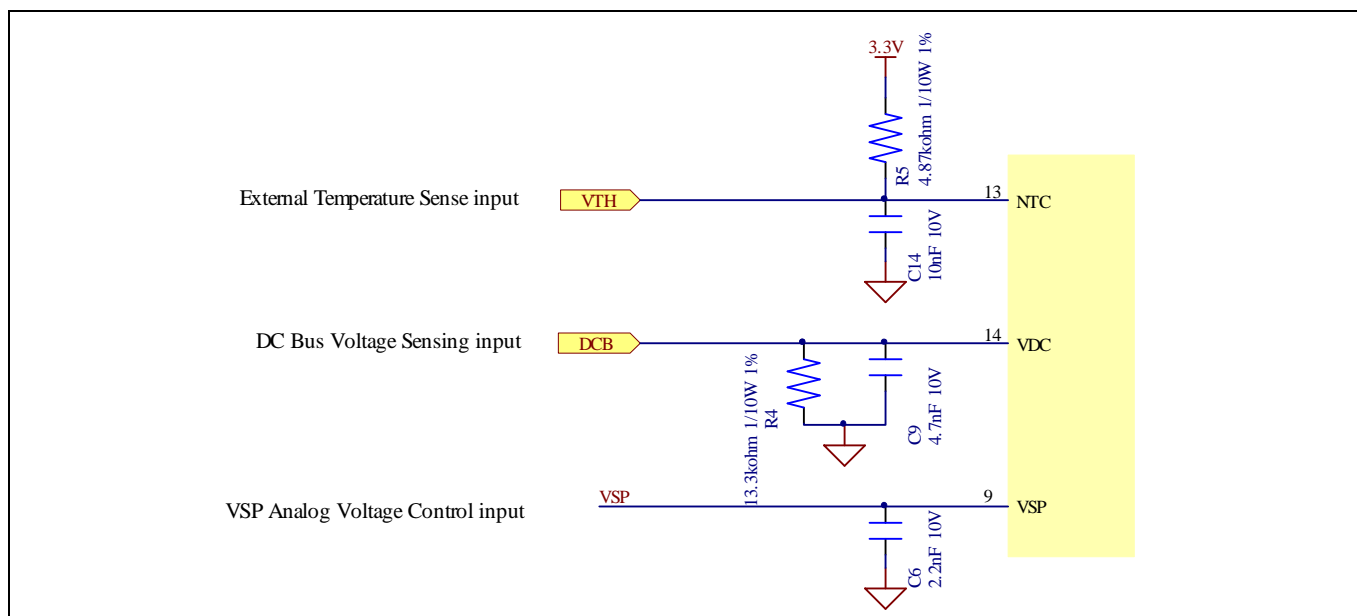 3.3V
R5
4.87kohm 1/10W 1%
External Temperature Sense input
VTH
13
NTC
C14
10nF 10V
DC Bus Voltage Sensing input
DCB
14
VDC
13.3kohm 1/10W 1%
R4
C9
4.7nF 10V
VSP Analog Voltage Control input
VSP
9
VSP
C6
2.2nF 10V